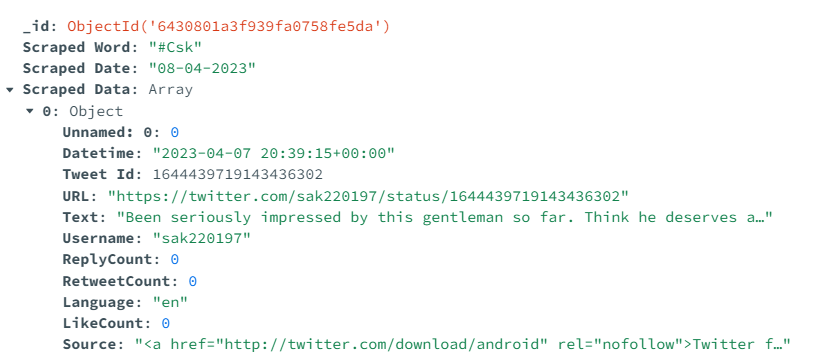 _id: ObjectId('6430801a3f939fa0758fe5da')
Scraped Word: "#Csk"
Scraped Date: "08-04-2023"
Scraped Data: Array
0: Object
Unnamed: 0: 0
Datetime: "2023-04-07 20:39:15+00:00"
Tweet Id: 1644439719143436302
URL: "https://twitter.com/sak220197/status/1644439719143436302"
Text: "Been seriously impressed by this gentleman so far. Think he deserves a…"
Username: "sak220197"
ReplyCount: 0
RetweetCount: 0
Language: "en"
LikeCount: 0
Source: "<a href="http://twitter.com/download/android" rel="nofollow">Twitter f…"